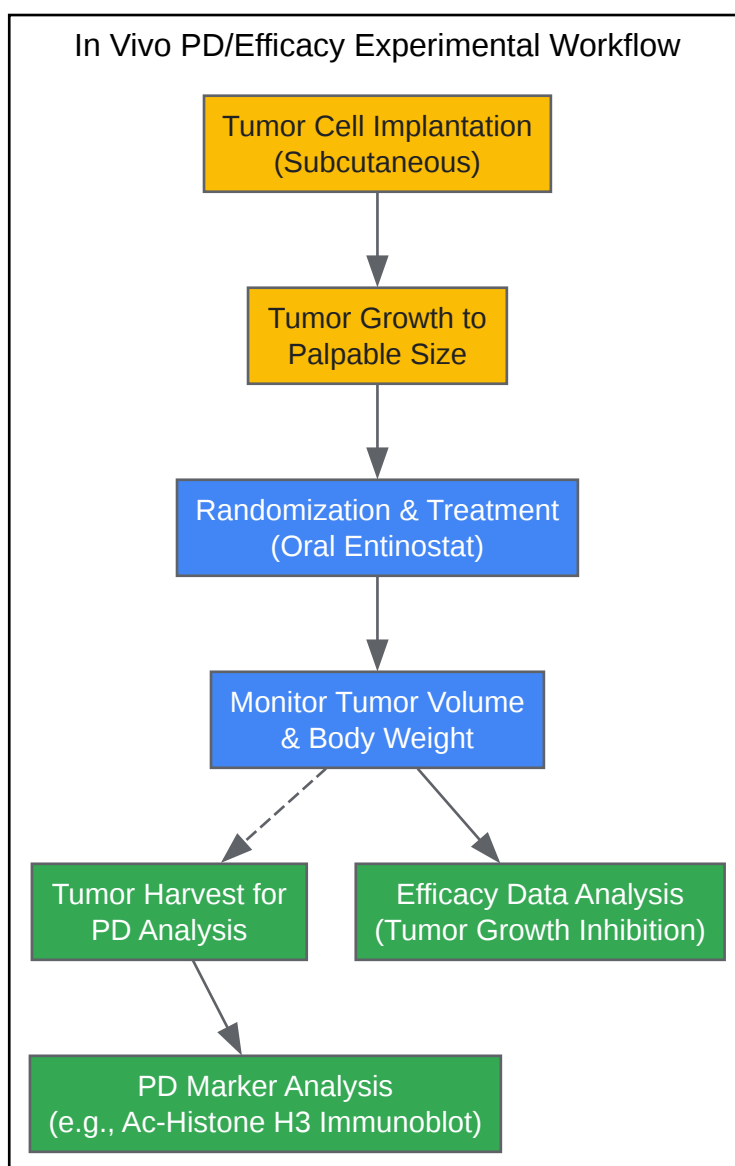 In Vivo PD/Efficacy Experimental Workflow
Tumor Cell Implantation
(Subcutaneous)
Tumor Growth to
Palpable Size
Randomization & Treatment
(Oral Entinostat)
Monitor Tumor Volume
& Body Weight
Tumor Harvest for
PD Analysis
Efficacy Data Analysis
(Tumor Growth Inhibition)
PD Marker Analysis
(e.g., Ac-Histone H3 Immunoblot)